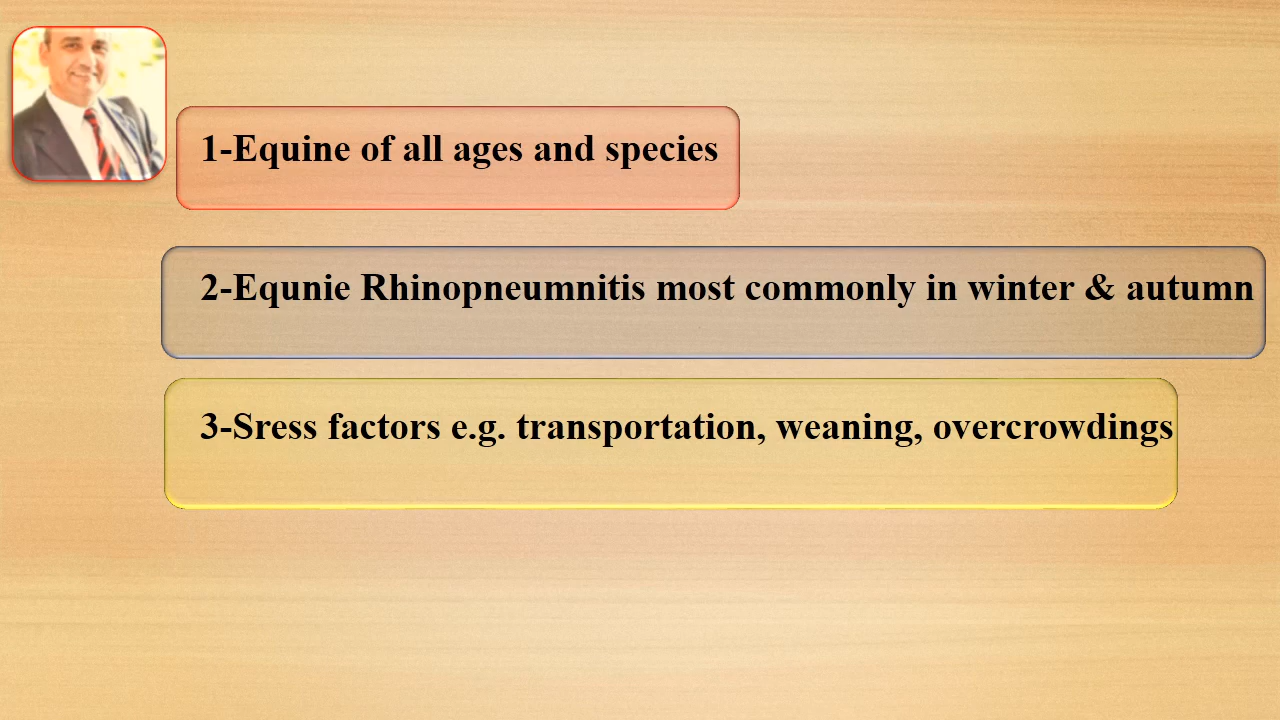 1-Equine of all ages and species
2-Equnie Rhinopneumnitis most commonly in winter & autumn
3-Sress factors e.g. transportation, weaning, overcrowdings